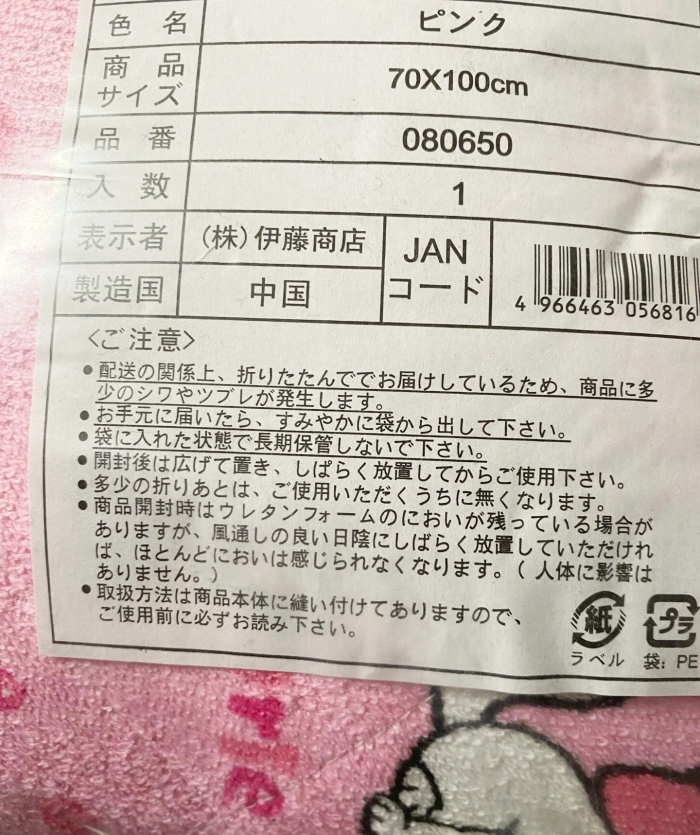 色 名 ピンク
商 品
サイズ 70X100cm
品 番 080650
入 数 1
表示者 (株)伊藤商店 JAN
コード
製造国 中国
4 966463 056816
<ご注意>
●配送の関係上、折りたたんででお届けしているため、商品に多
少のシワやツブレが発生します。
●お手元に届いたら、すみやかに袋から出して下さい。
●袋に入れた状態で長期保管しないで下さい。
●開封後は広げて置き、しばらく放置してからご使用下さい。
●多少の折りあとは、ご使用いただくうちに無くなります。
●商品開封時はウレタンフォームのにおいが残っている場合が
ありますが、風通しの良い日陰にしばらく放置していただけれ
ば、ほとんどにおいは感じられなくなります。( 人体に影響は
ありません。)
●取扱方法は商品本体に縫い付けてありますので、
ご使用前に必ずお読み下さい。
紙 プラ
ラベル 袋: PE